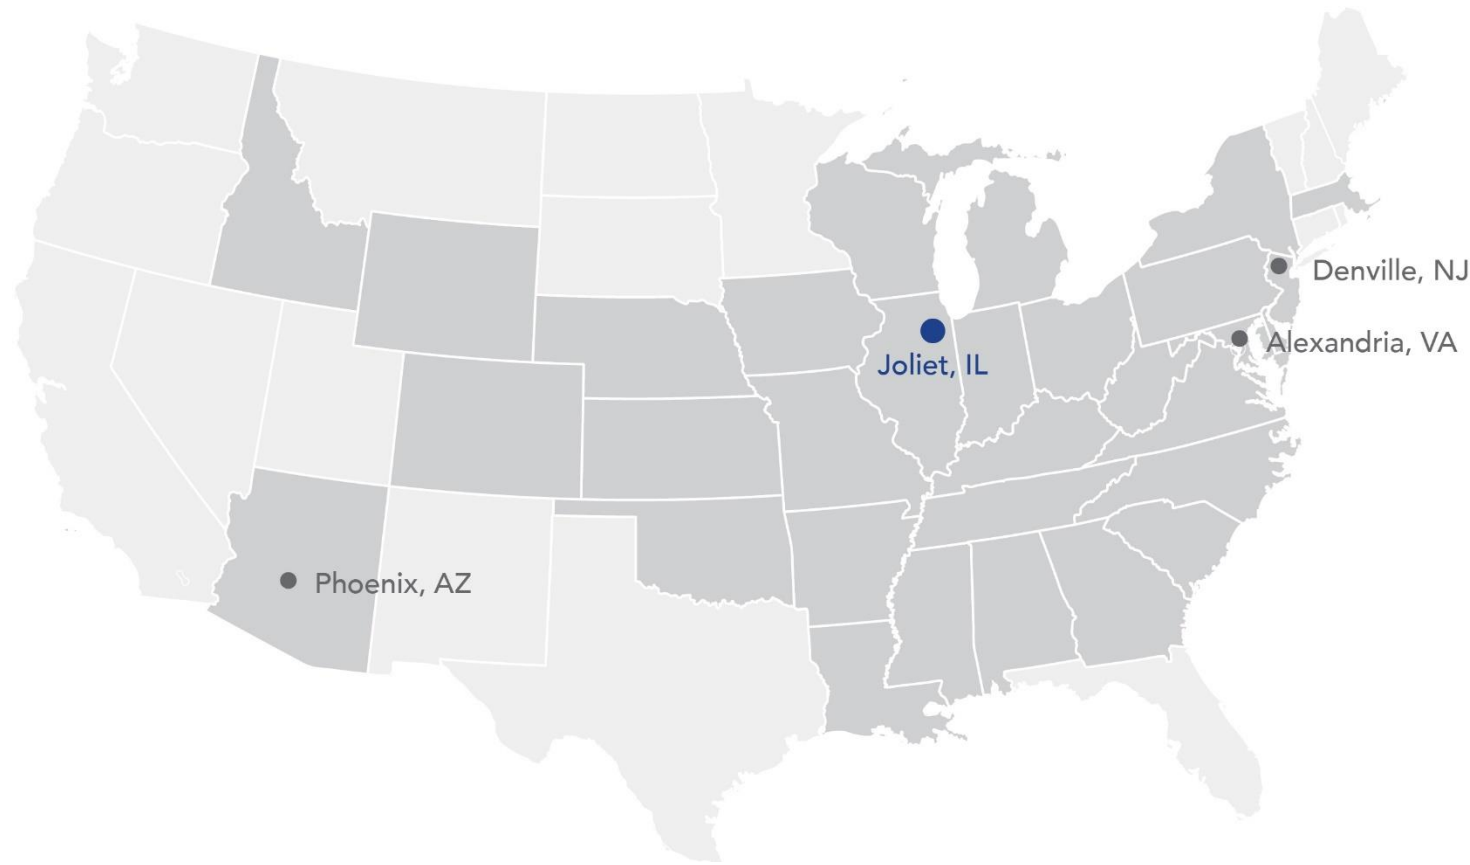 Denville, NJ
Alexandria, VA
Joliet, IL
Phoenix, AZ